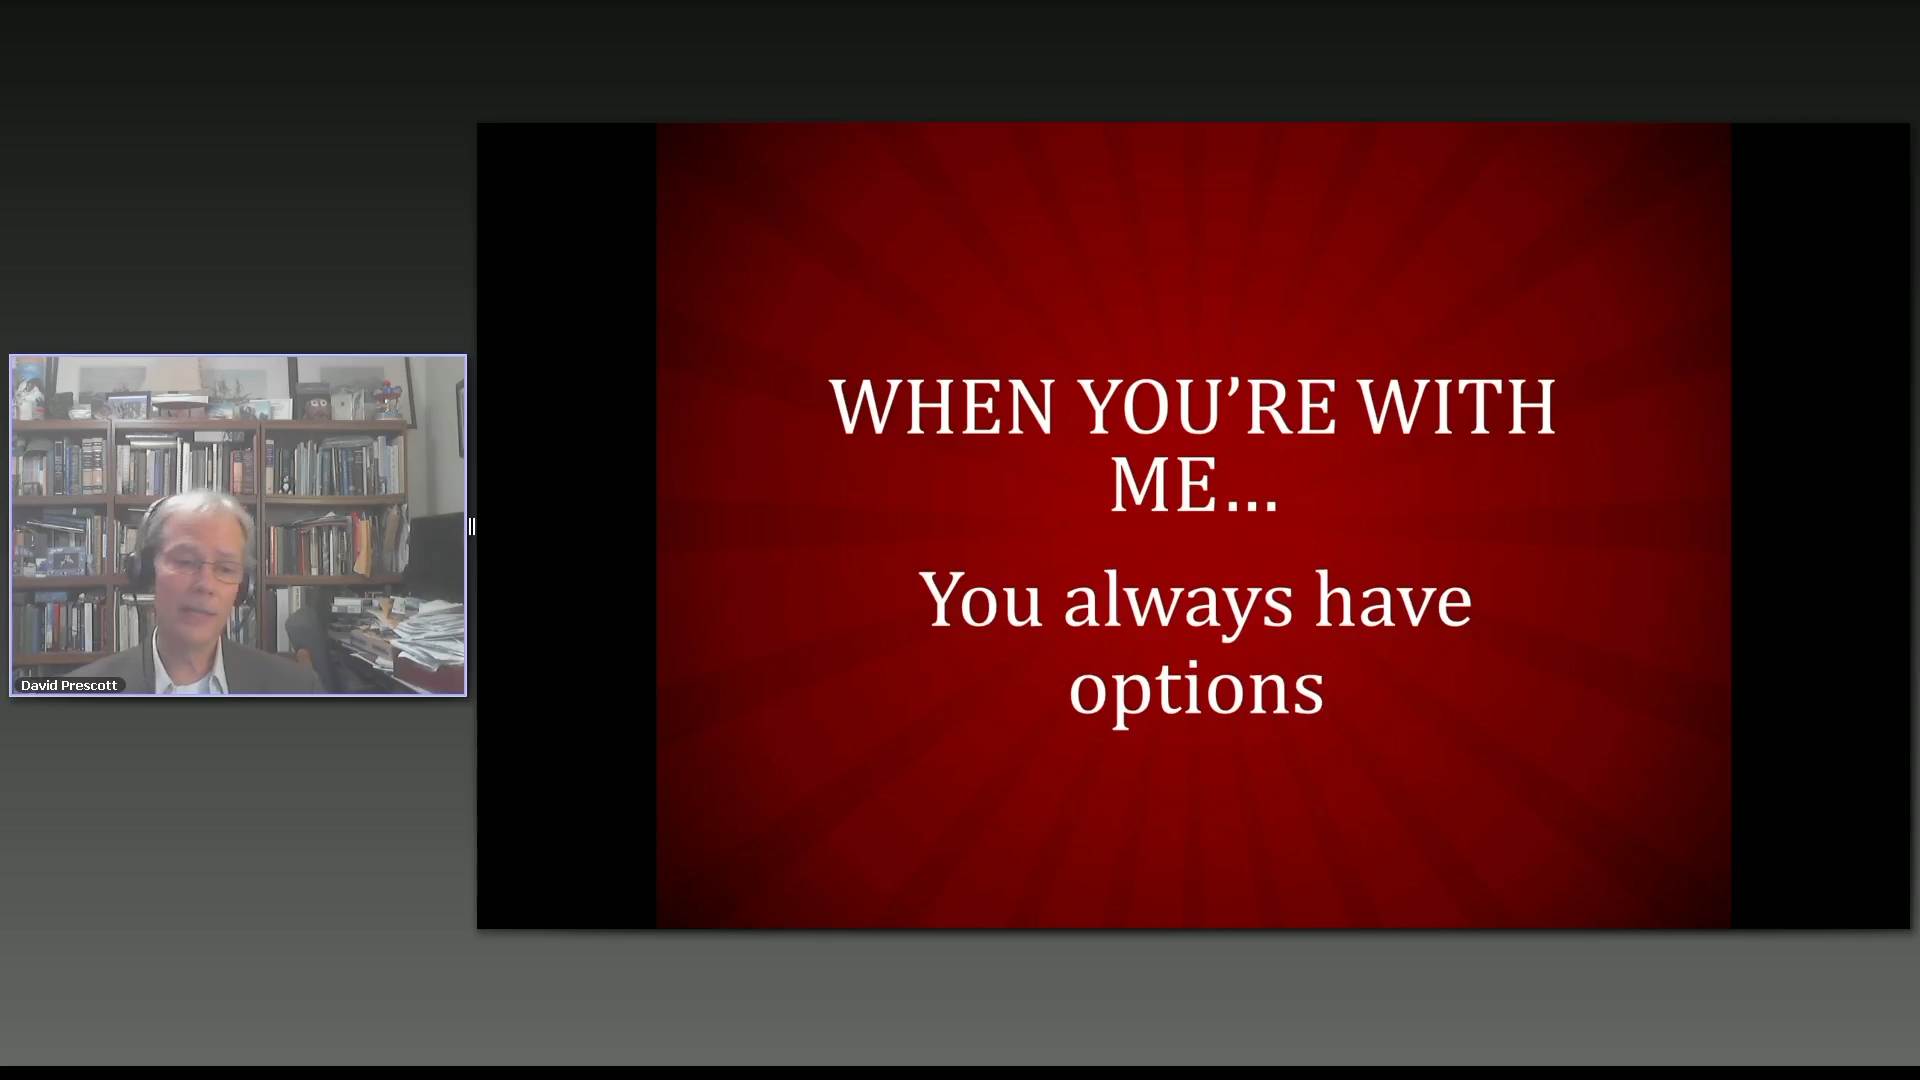 WHEN YOU’RE WITH
ME…
You always have
options
David Prescott